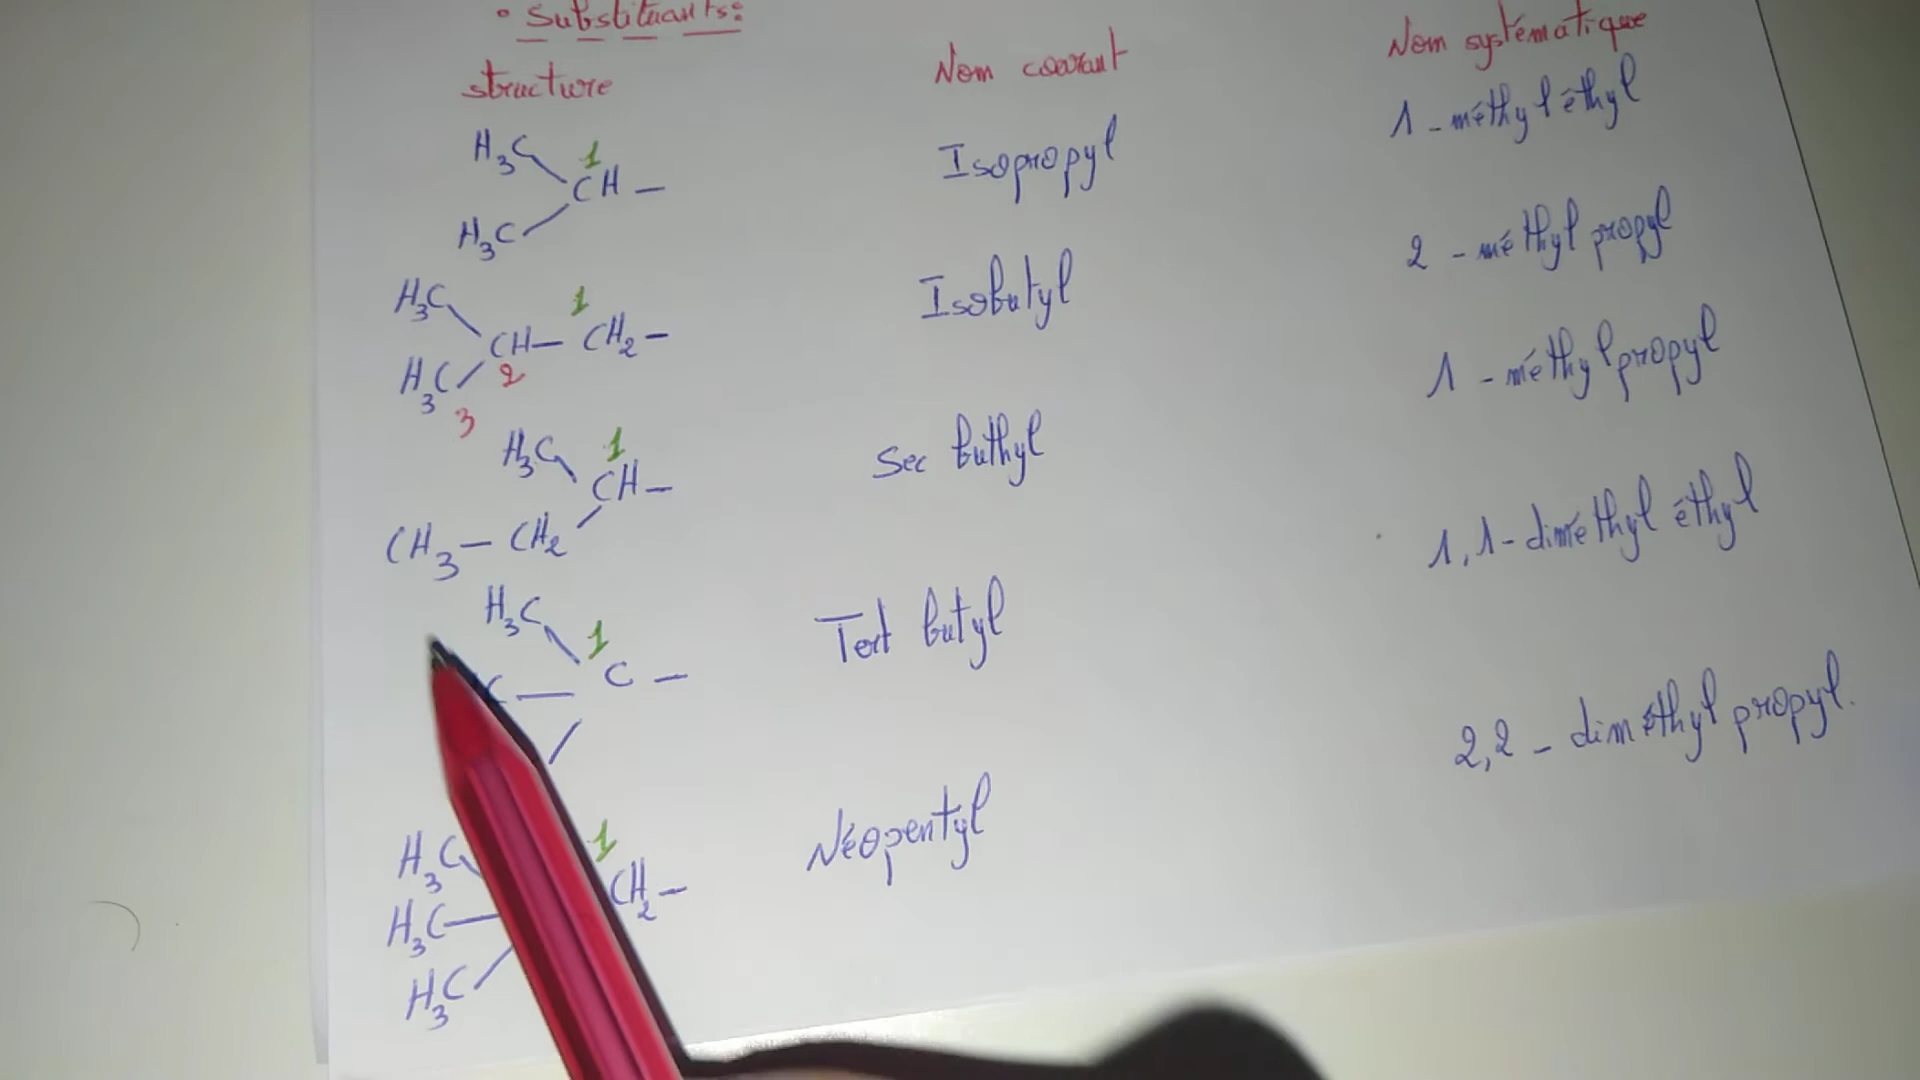 • Substituants:
structure Nom courant Nom systématique
H3C 1
CH – Isopropyl 1 - méthyl éthyl
H3C
H3C 1
CH – CH2 – Isobutyl 2 - méthyl propyl
H3C 2
3
H3C 1
CH – Sec buthyl 1 - méthyl propyl
CH3 – CH2
H3C 1
C – C – Tert butyl 1,1- diméthyl éthyl
H3C 1
H3C – CH2 – Néopentyl 2,2 - diméthyl propyl.
H3C